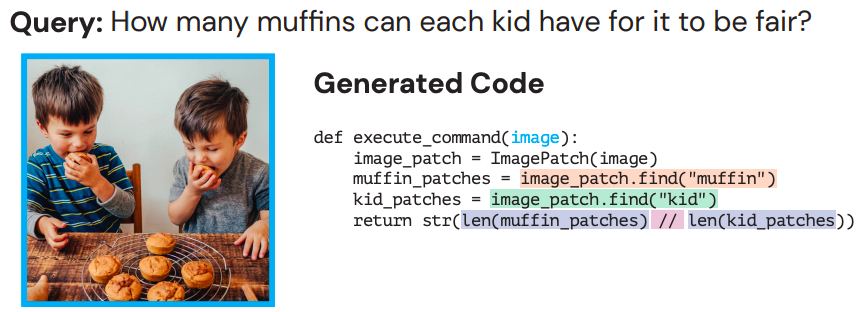 Query: How many muffins can each kid have for it to be fair?
Generated Code
def execute_command(image):
    image_patch = ImagePatch(image)
    muffin_patches = image_patch.find("muffin")
    kid_patches = image_patch.find("kid")
    return str(len(muffin_patches) // len(kid_patches))